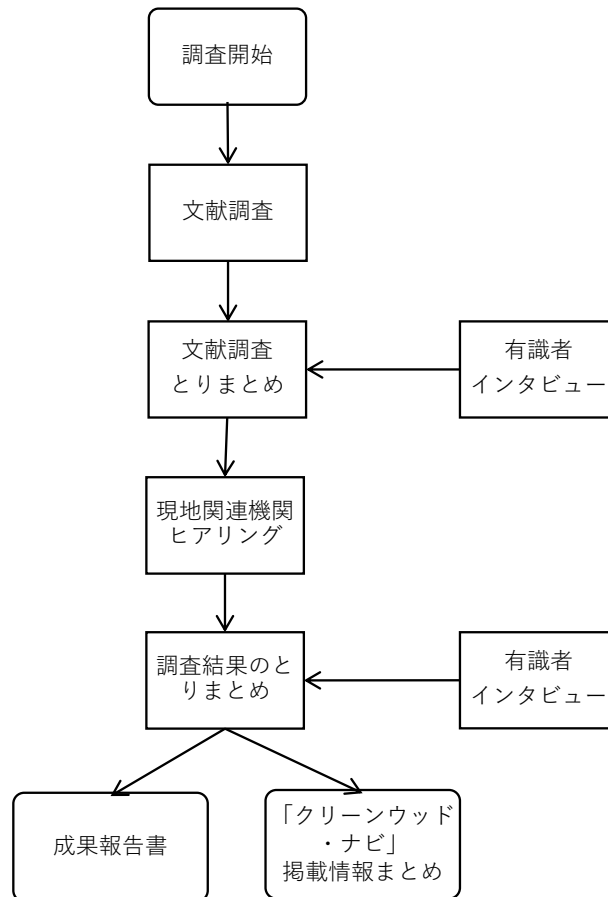 調査開始
文献調査
文献調査
とりまとめ
有識者
インタビュー
現地関連機関
ヒアリング
調査結果のと
りまとめ
有識者
インタビュー
成果報告書
「クリーンウッド
・ナビ」
掲載情報まとめ